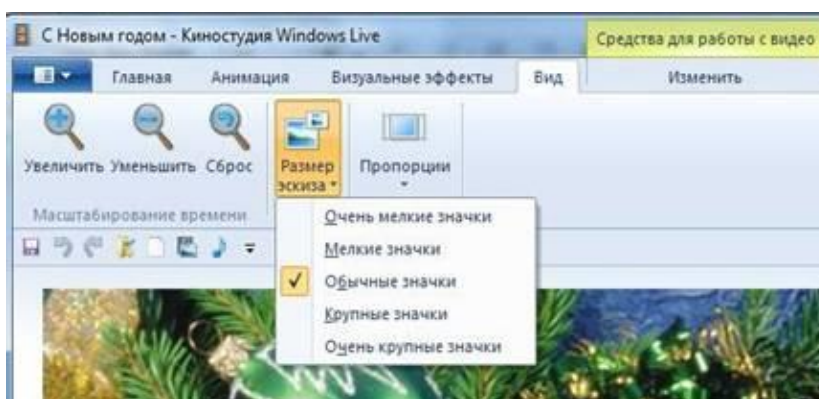 С Новым годом - Киностудия Windows Live
Средства для работы с видео
Главная Анимация Визуальные эффекты Вид Изменить
Увеличить Уменьшить Сброс Размер эскиза Пропорции
Масштабирование времени
Очень мелкие значки
Мелкие значки
Обычные значки
Крупные значки
Очень крупные значки